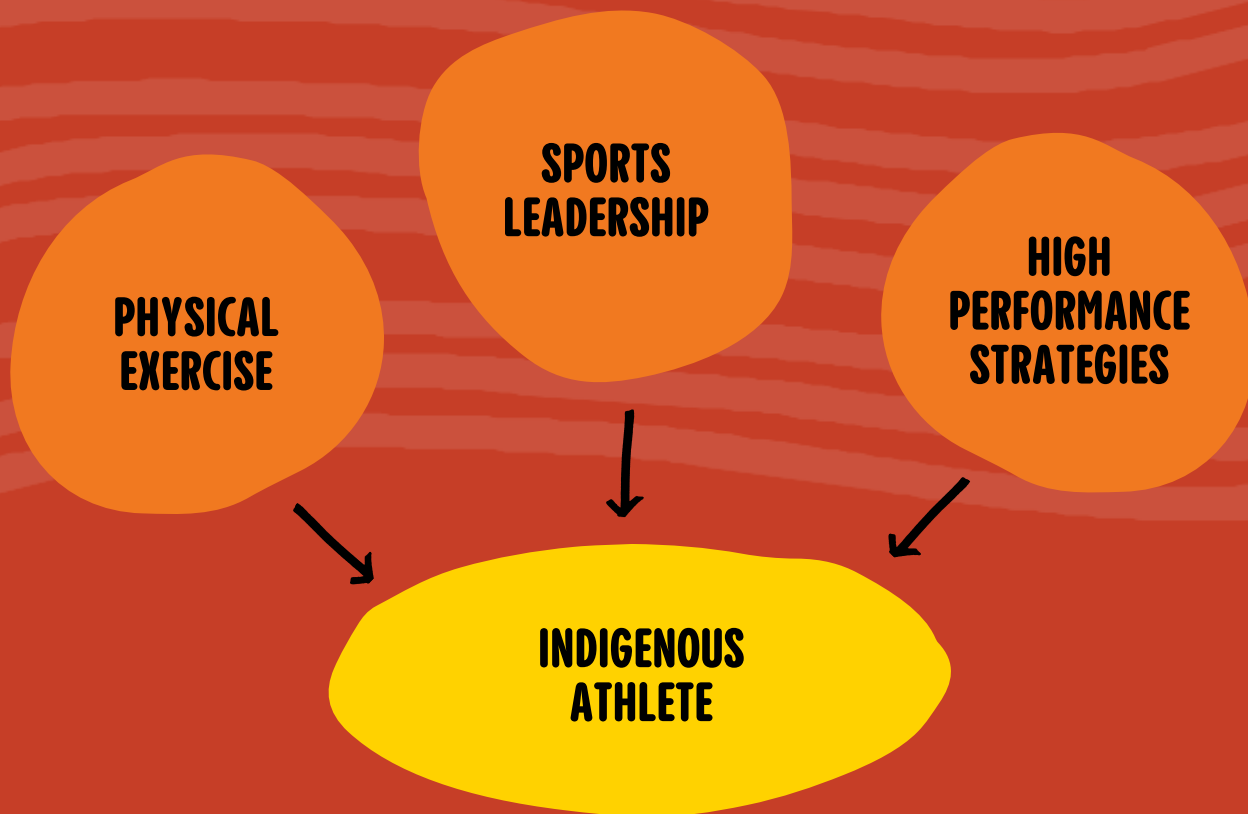 SPORTS
LEADERSHIP
PHYSICAL
EXERCISE
HIGH
PERFORMANCE
STRATEGIES
INDIGENOUS
ATHLETE